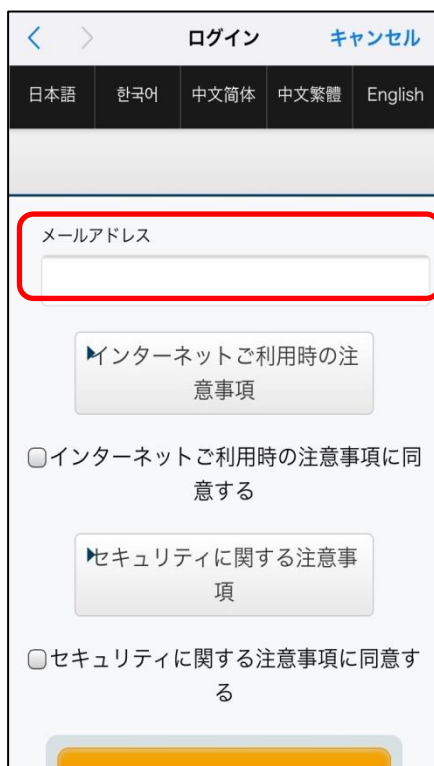 ログイン キャンセル
日本語 한국어 中文简体 中文繁體 English
メールアドレス
インターネットご利用時の注
意事項
インターネットご利用時の注意事項に同
意する
セキュリティに関する注意事
項
セキュリティに関する注意事項に同意す
る